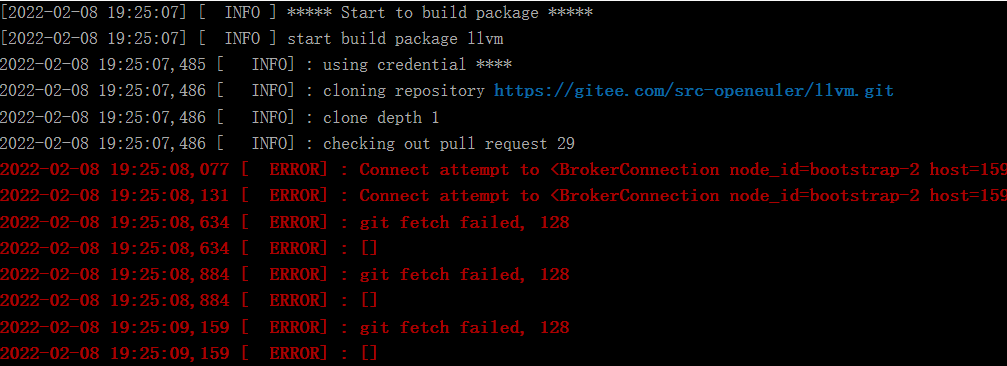 [2022-02-08 19:25:07] [  INFO ] ***** Start to build package *****
[2022-02-08 19:25:07] [  INFO ] start build package llvm
2022-02-08 19:25:07,485 [   INFO] : using credential ****
2022-02-08 19:25:07,486 [   INFO] : cloning repository https://gitee.com/src-openeuler/llvm.git
2022-02-08 19:25:07,486 [   INFO] : clone depth 1
2022-02-08 19:25:07,486 [   INFO] : checking out pull request 29
2022-02-08 19:25:08,077 [  ERROR] : Connect attempt to <BrokerConnection node_id=bootstrap-2 host=159
2022-02-08 19:25:08,131 [  ERROR] : Connect attempt to <BrokerConnection node_id=bootstrap-2 host=159
2022-02-08 19:25:08,634 [  ERROR] : git fetch failed, 128
2022-02-08 19:25:08,634 [  ERROR] : []
2022-02-08 19:25:08,884 [  ERROR] : git fetch failed, 128
2022-02-08 19:25:08,884 [  ERROR] : []
2022-02-08 19:25:09,159 [  ERROR] : git fetch failed, 128
2022-02-08 19:25:09,159 [  ERROR] : []